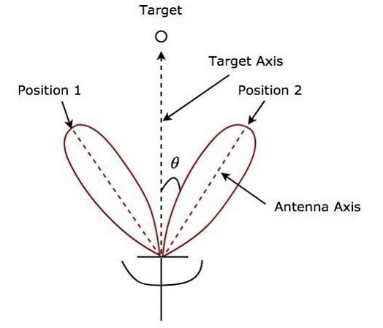 Target
Target Axis
Position 1
Position 2
θ
Antenna Axis